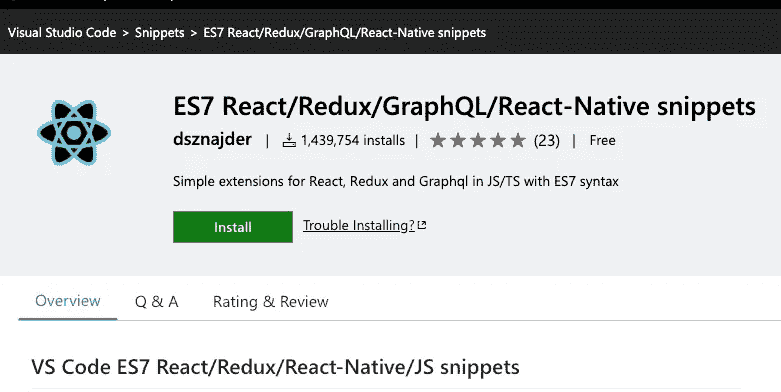 Visual Studio Code > Snippets > ES7 React/Redux/GraphQL/React-Native snippets
ES7 React/Redux/GraphQL/React-Native snippets
dsznajder | 1,439,754 installs | (23) | Free
Simple extensions for React, Redux and Graphql in JS/TS with ES7 syntax
Install Trouble Installing?
Overview Q & A Rating & Review
VS Code ES7 React/Redux/React-Native/JS snippets